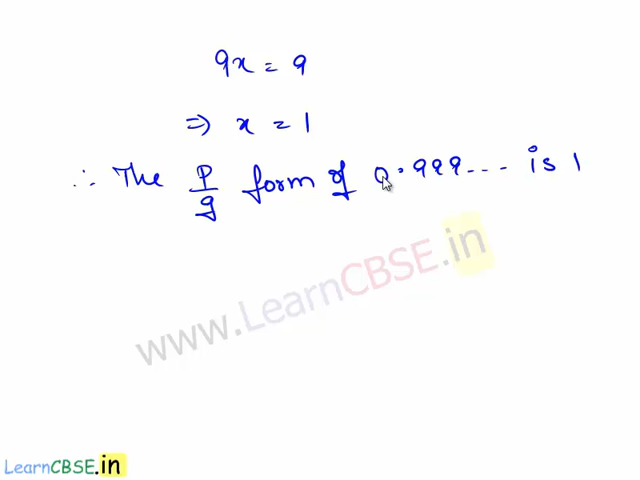 9x = 9
⇒ x = 1
∴ The p/q form of 0.999... is 1
www.LearnCBSE.in
LearnCBSE.in